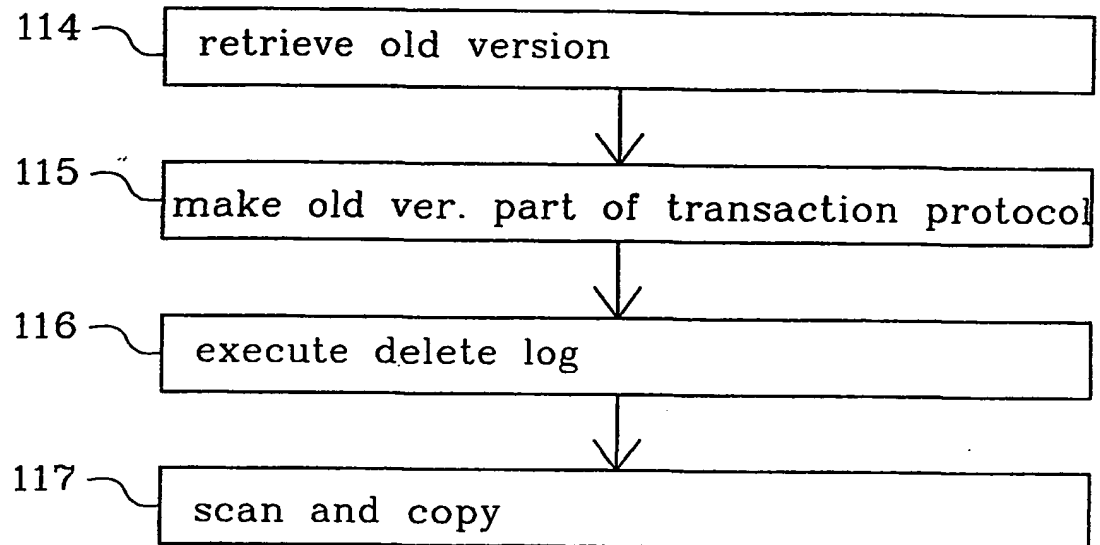 114 retrieve old version
115 make old ver. part of transaction protocol
116 execute delete log
117 scan and copy